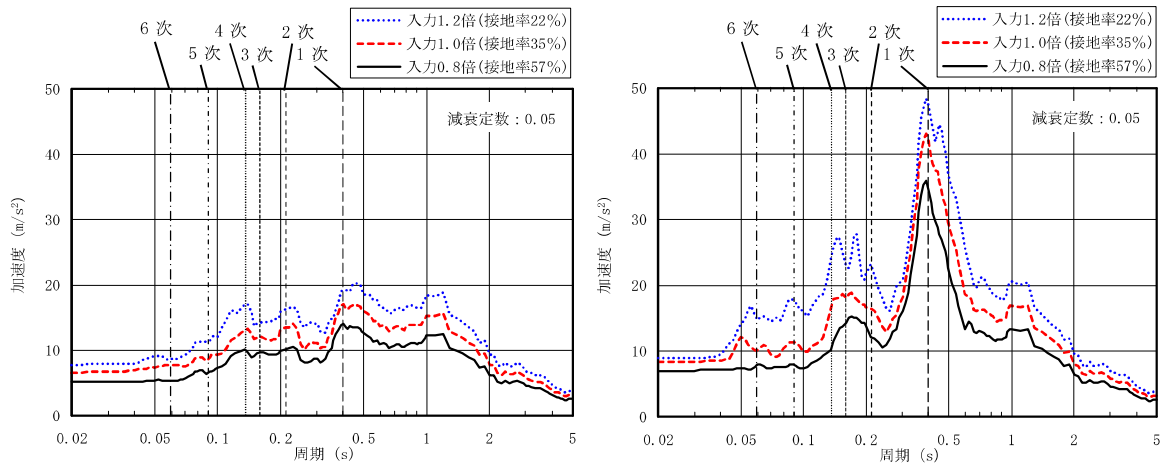 入力1.2倍(接地率22%)
入力1.0倍(接地率35%)
入力0.8倍(接地率57%)
6 次
5 次
4 次
3 次
2 次
1 次
減衰定数：0.05
加速度 (m/s²)
50
40
30
20
10
0
0.02
0.05
0.1
0.2
0.5
1
2
5
周期 (s)
入力1.2倍(接地率22%)
入力1.0倍(接地率35%)
入力0.8倍(接地率57%)
6 次
5 次
4 次
3 次
2 次
1 次
減衰定数：0.05
加速度 (m/s²)
50
40
30
20
10
0
0.02
0.05
0.1
0.2
0.5
1
2
5
周期 (s)